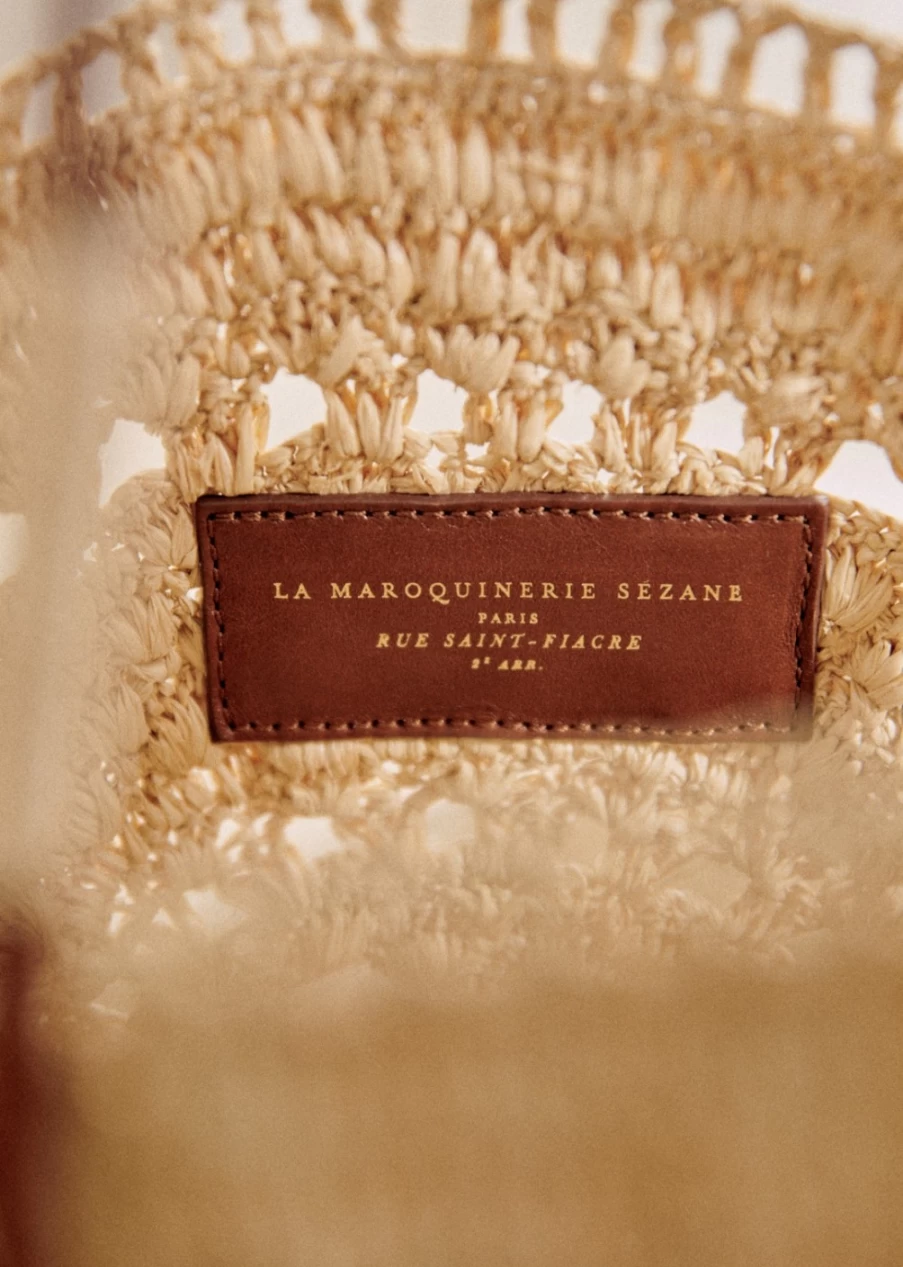 LA MAROQUINERIE SÉZANE
PARIS
RUE SAINT-FIACRE
2ᴱ ARR.